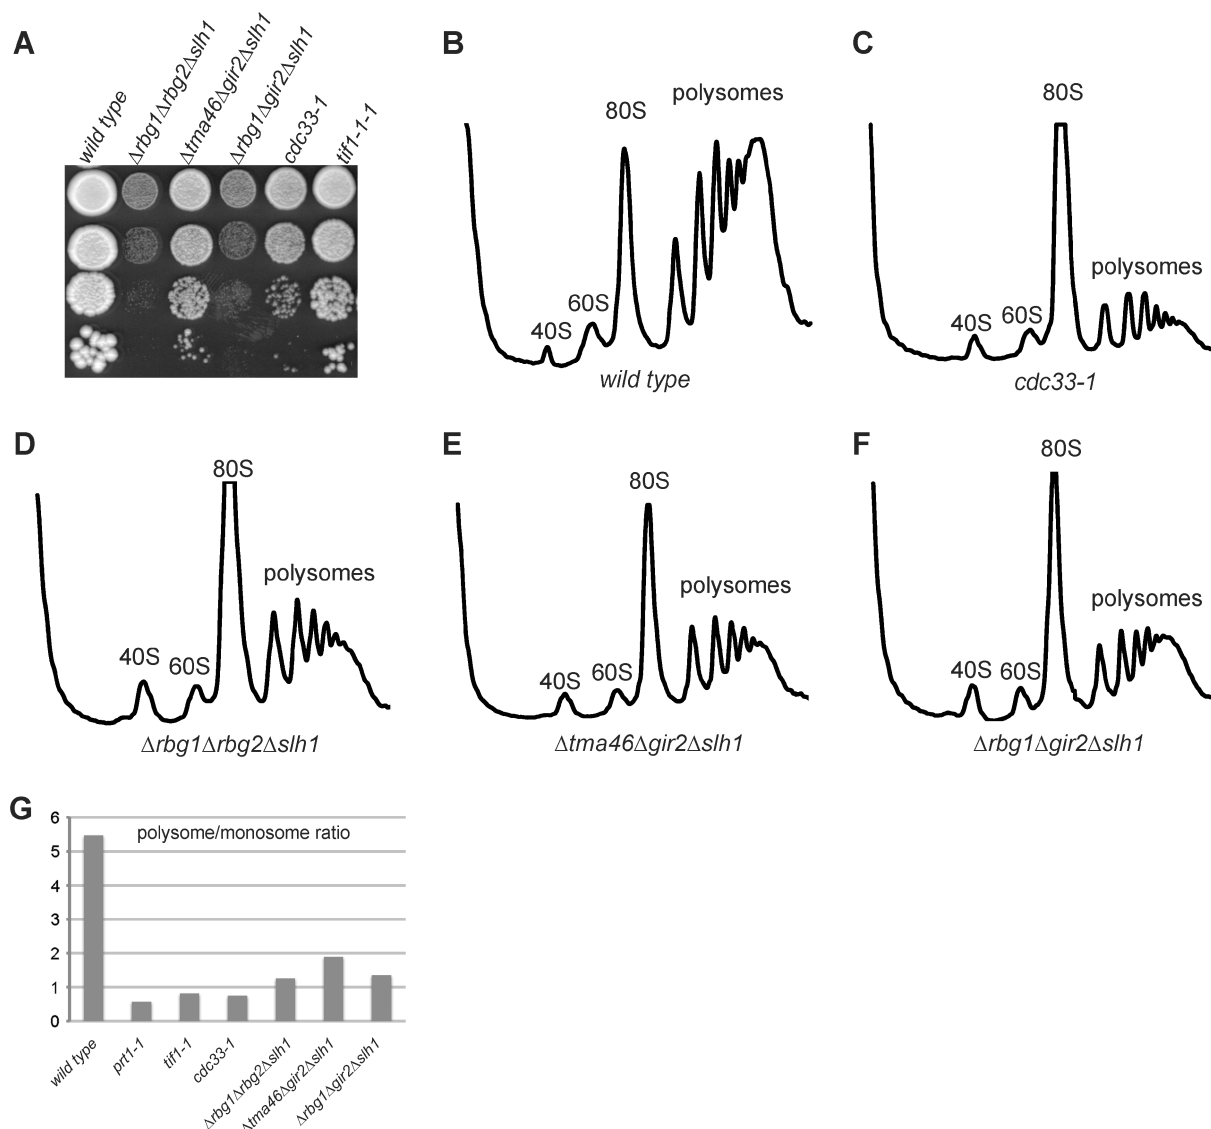 A
wild type
Δrbg1Δrbg2Δslh1
Δtma46Δgir2Δslh1
Δrbg1Δgir2Δslh1
cdc33-1
tif1-1-1
B
80S
polysomes
60S
40S
wild type
C
80S
polysomes
60S
40S
cdc33-1
D
80S
polysomes
40S
60S
Δrbg1Δrbg2Δslh1
E
80S
polysomes
60S
40S
Δtma46Δgir2Δslh1
F
80S
polysomes
40S
60S
Δrbg1Δgir2Δslh1
G
polysome/monosome ratio
6
5
4
3
2
1
0
wild type
prt1-1
tif1-1
cdc33-1
Δrbg1Δrbg2Δslh1
Δtma46Δgir2Δslh1
Δrbg1Δgir2Δslh1